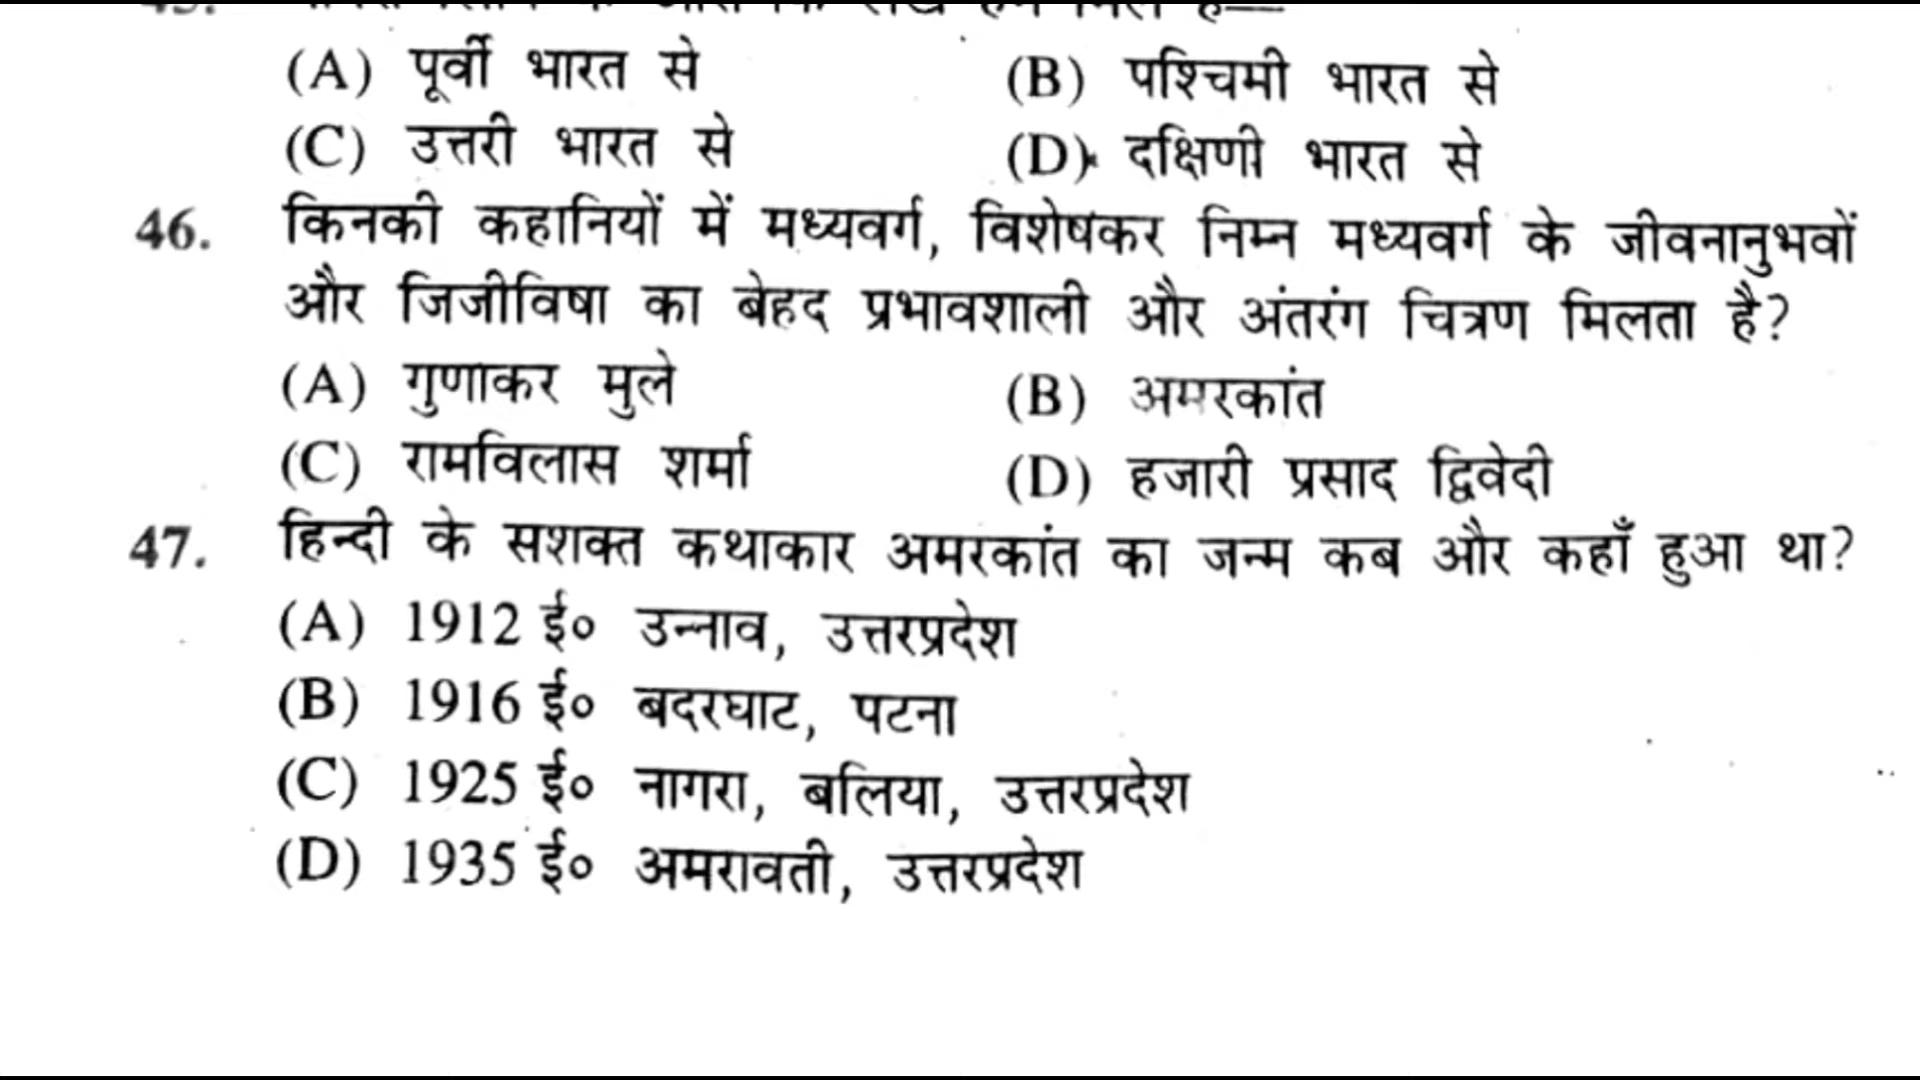 (A) पूर्वी भारत से (B) पश्चिमी भारत से
(C) उत्तरी भारत से (D) दक्षिणी भारत से
46. किनकी कहानियों में मध्यवर्ग, विशेषकर निम्न मध्यवर्ग के जीवनानुभवों
और जिजीविषा का बेहद प्रभावशाली और अंतरंग चित्रण मिलता है?
(A) गुणाकर मुले (B) अमरकांत
(C) रामविलास शर्मा (D) हजारी प्रसाद द्विवेदी
47. हिन्दी के सशक्त कथाकार अमरकांत का जन्म कब और कहाँ हुआ था?
(A) 1912 ई० उन्नाव, उत्तरप्रदेश
(B) 1916 ई० बदरघाट, पटना
(C) 1925 ई० नागरा, बलिया, उत्तरप्रदेश
(D) 1935 ई० अमरावती, उत्तरप्रदेश